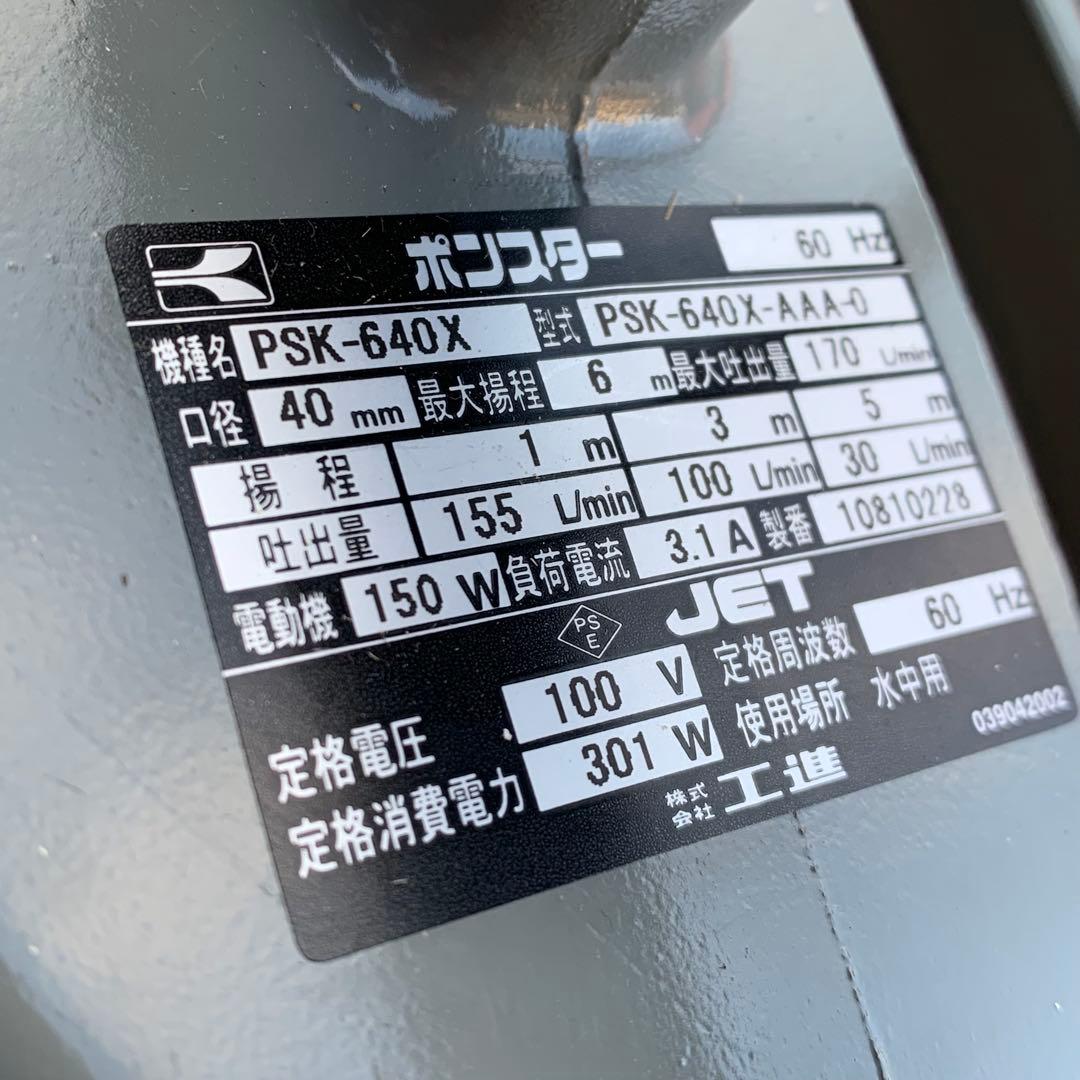 ポンスター 60 Hz
機種名 PSK-640X 型式 PSK-640X-AAA-0
口径 40 mm 最大揚程 6 m 最大吐出量 170 L/min
揚程 1 m 3 m 5 m
吐出量 155 L/min 100 L/min 30 L/min
電動機 150 W 負荷電流 3.1 A 製番 10810228
PS E JET
定格電圧 100 V 定格周波数 60 Hz
定格消費電力 301 W 使用場所 水中用
株式会社 工進 039042002